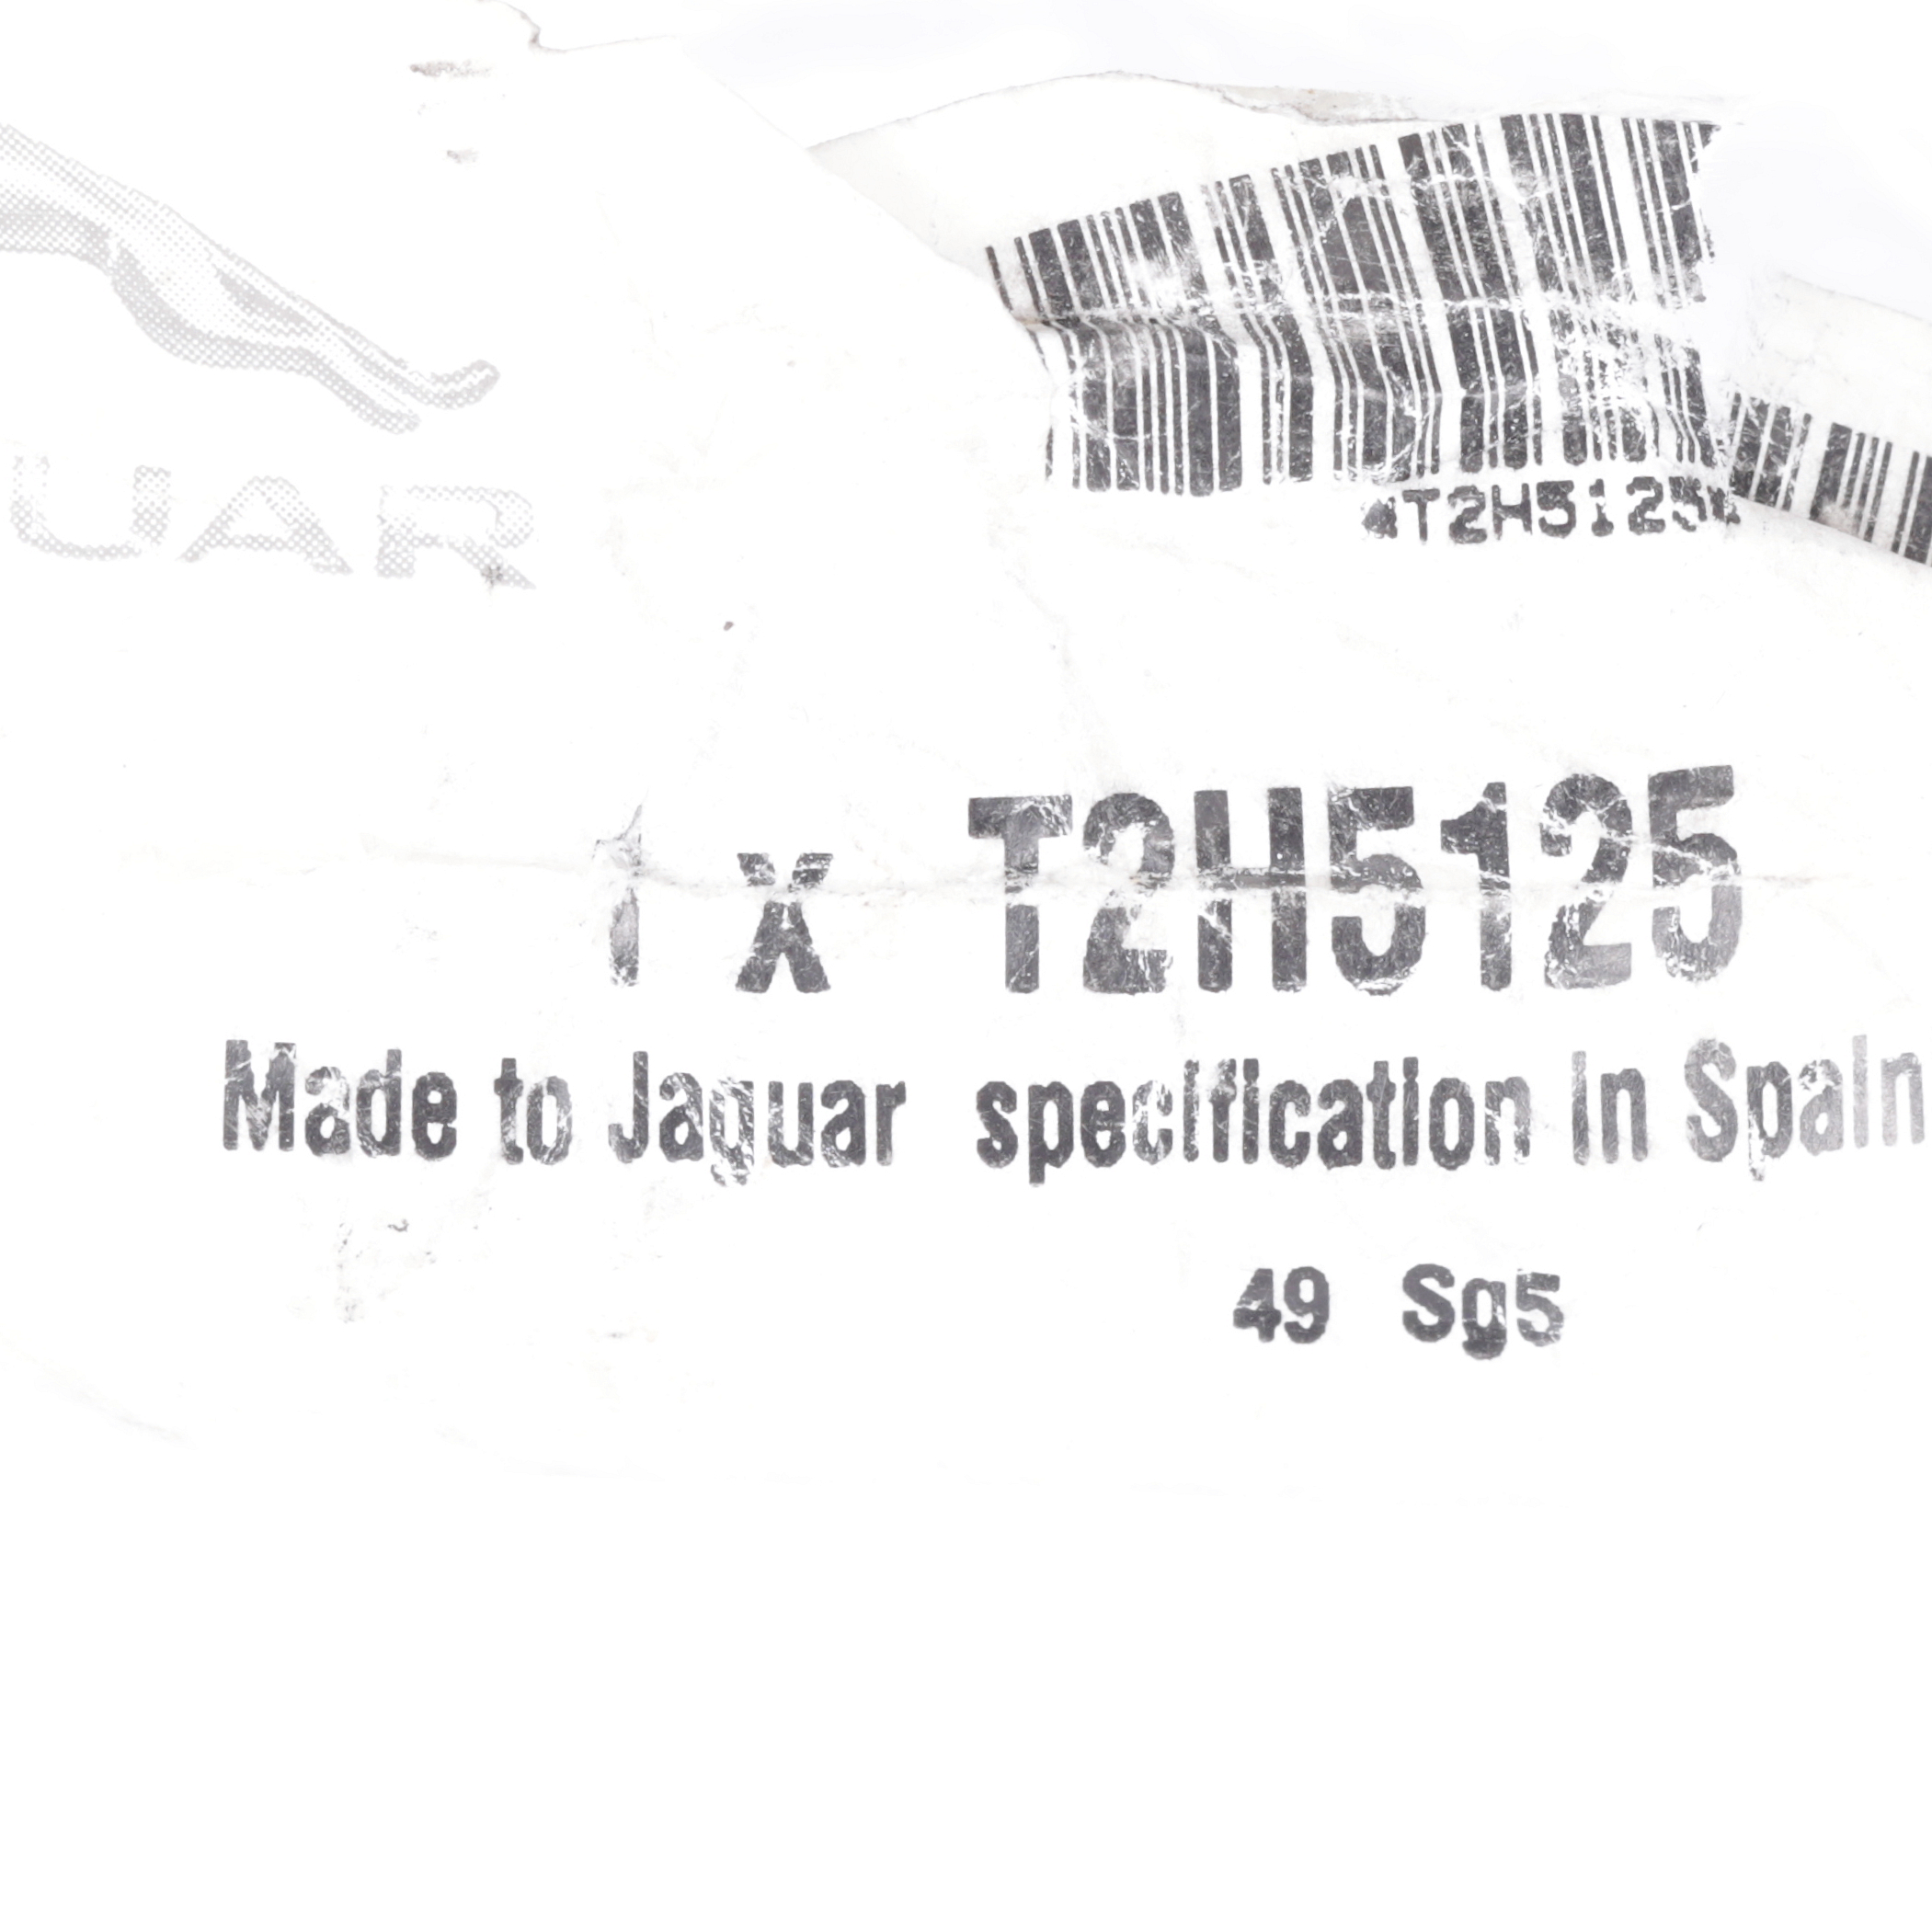 UAR
T2H5125
1 x T2H5125
Made to Jaguar specification in Spain
49 Sg5